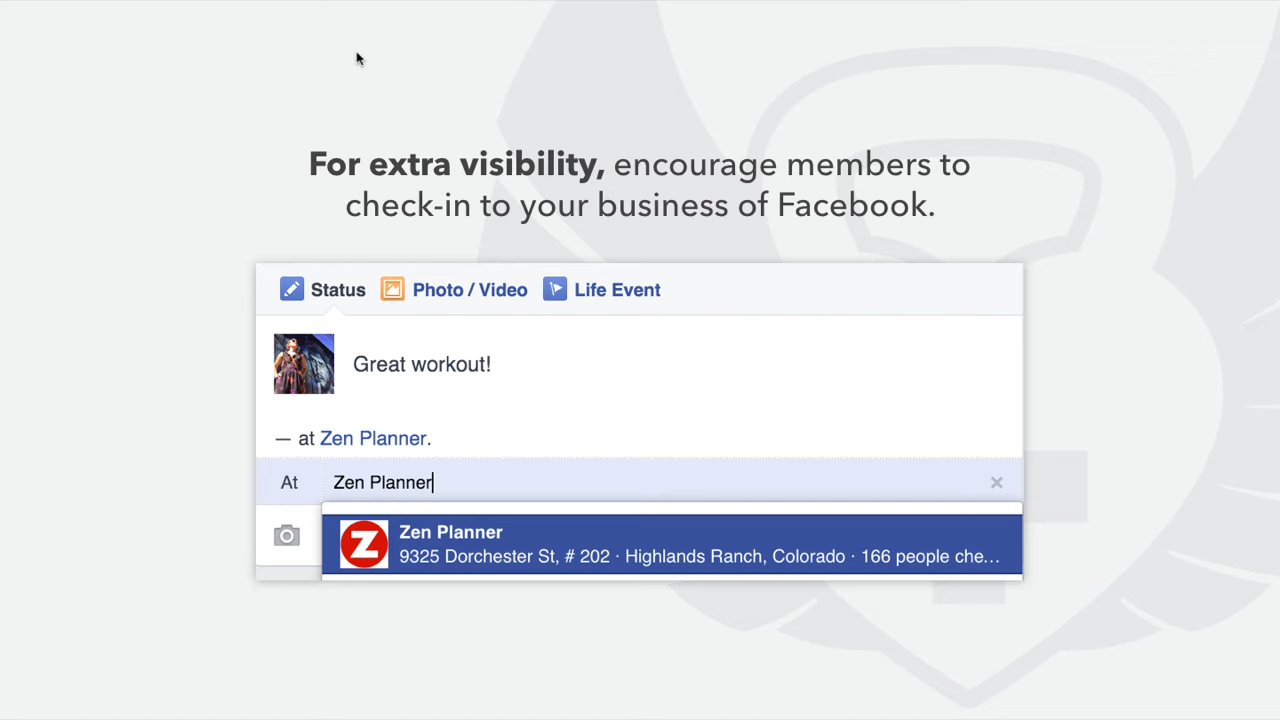 For extra visibility, encourage members to
check-in to your business of Facebook.
Status Photo / Video Life Event
Great workout!
— at Zen Planner.
At Zen Planner
Z
Zen Planner
9325 Dorchester St, # 202 · Highlands Ranch, Colorado · 166 people che…